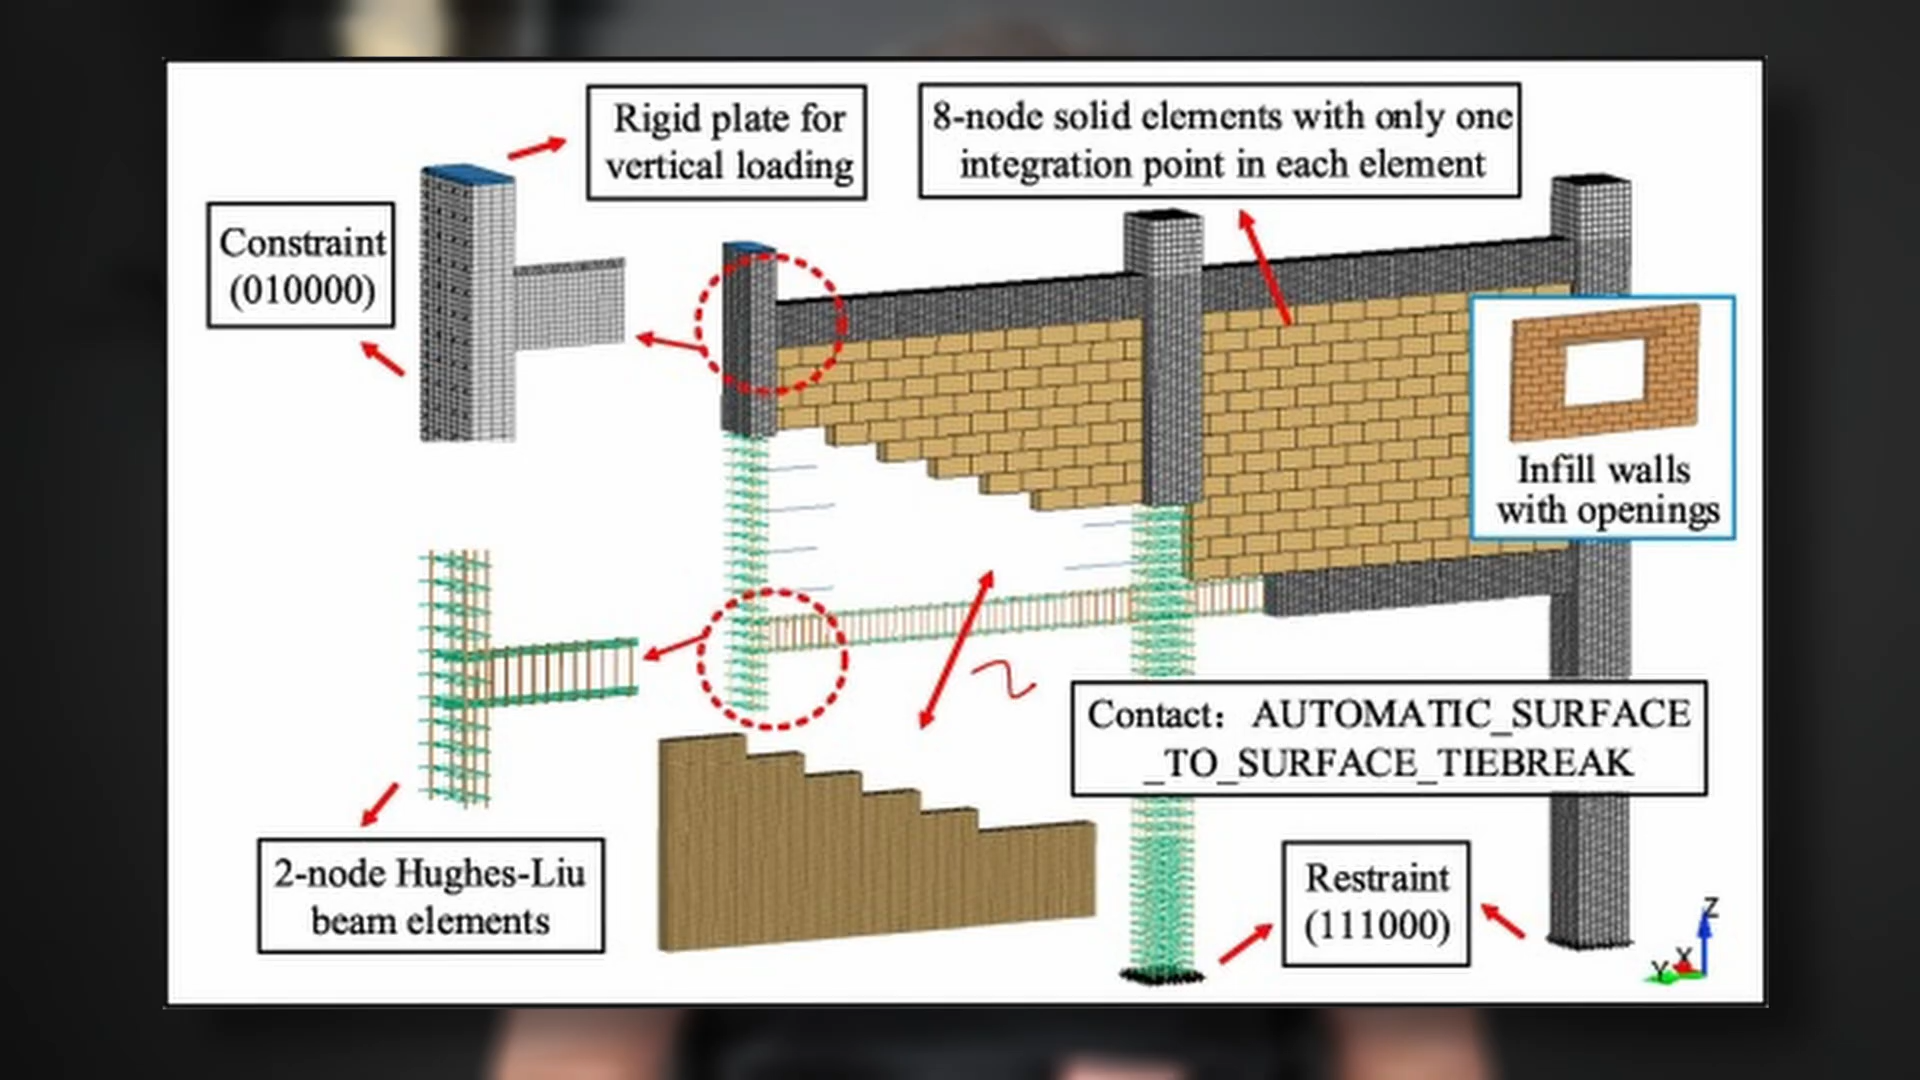 Rigid plate for
vertical loading
8-node solid elements with only one
integration point in each element
Constraint
(010000)
Infill walls
with openings
Contact: AUTOMATIC_SURFACE
_TO_SURFACE_TIEBREAK
2-node Hughes-Liu
beam elements
Restraint
(111000)
Z
X
Y